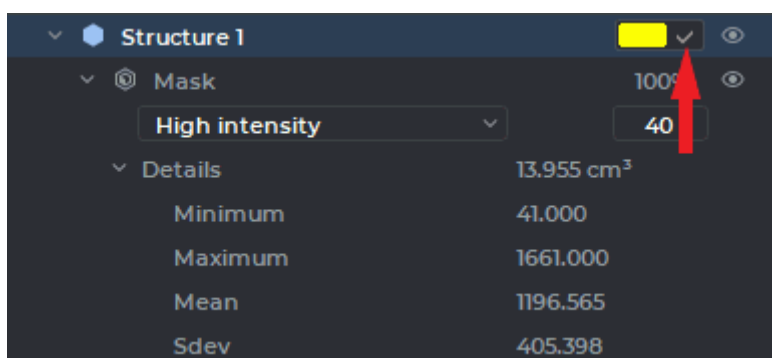 Structure 1
Mask 100%
High intensity 40
Details 13.955 cm³
Minimum 41.000
Maximum 1661.000
Mean 1196.565
Sdev 405.398